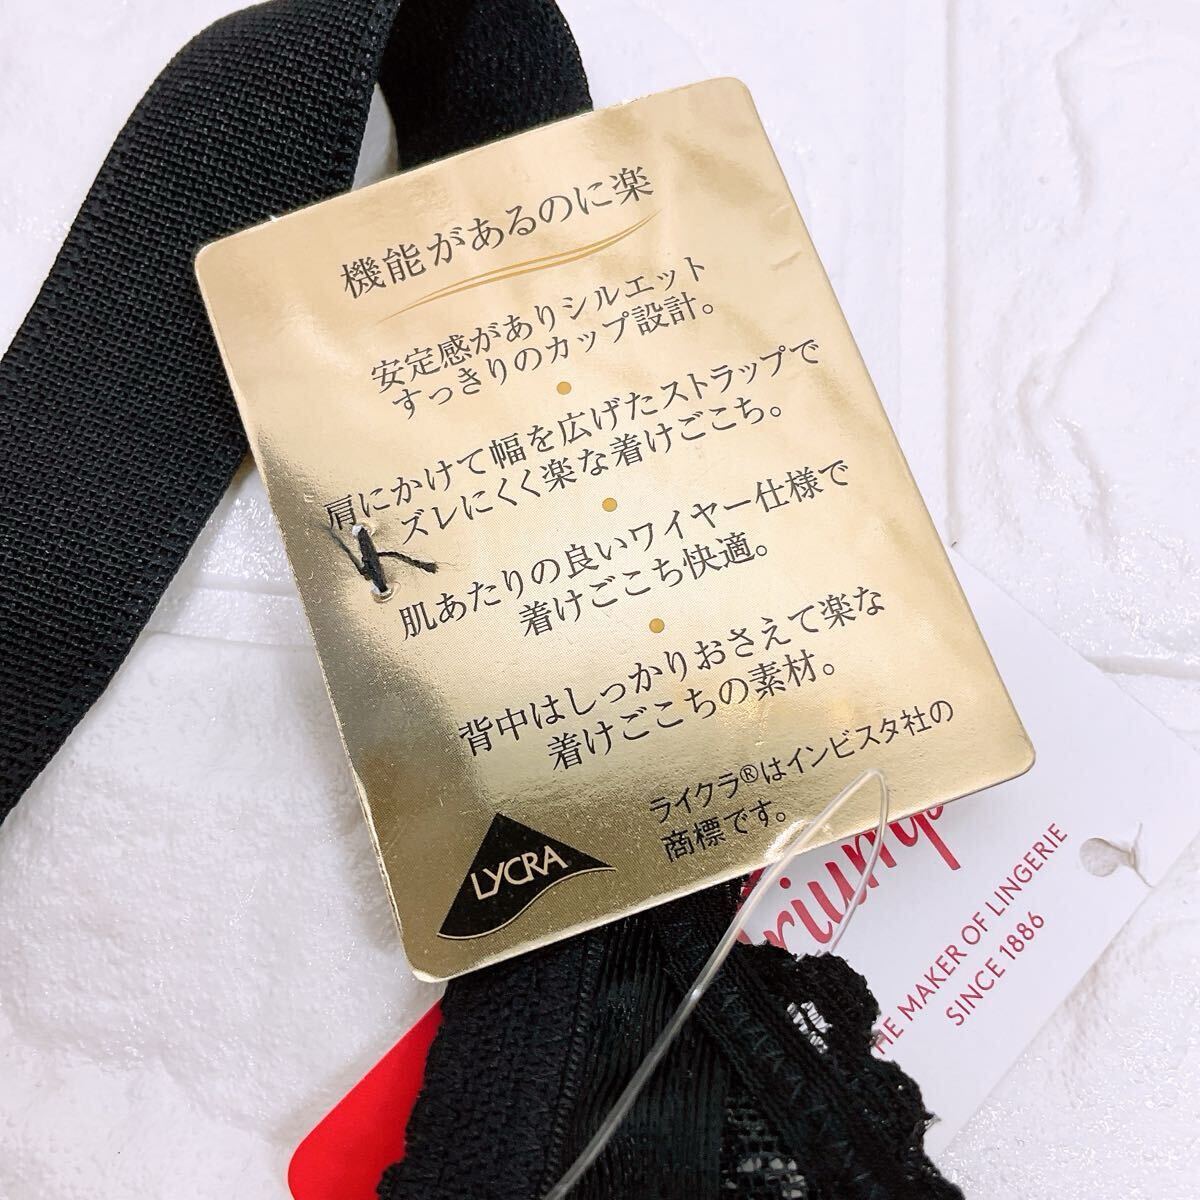 機能があるのに楽
安定感がありシルエット
すっきりのカップ設計。
肩にかけて幅を広げたストラップで
ズレにくく楽な着けごこち。
肌あたりの良いワイヤー仕様で
着けごこち快適。
背中はしっかりおさえて楽な
着けごこちの素材。
ライクラ®はインビスタ社の
商標です。
LYCRA
riump
HE MAKER OF LINGERIE
SINCE 1886